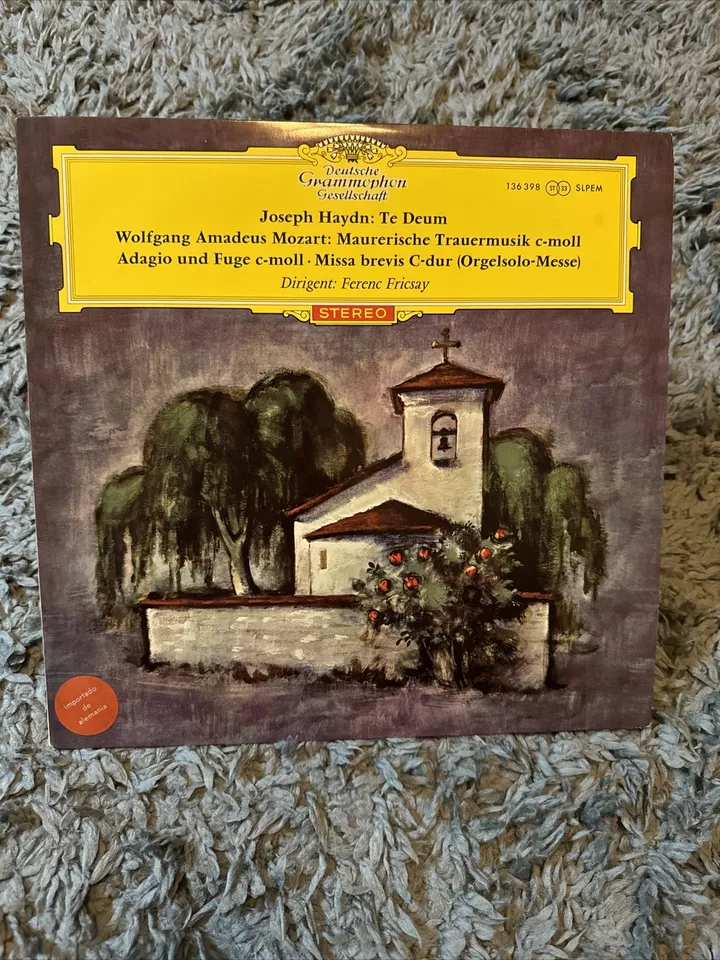 Deutsche
Grammophon
Gesellschaft
136 398 ST 33 SLPEM
Joseph Haydn: Te Deum
Wolfgang Amadeus Mozart: Maurerische Trauermusik c-moll
Adagio und Fuge c-moll · Missa brevis C-dur (Orgelsolo-Messe)
Dirigent: Ferenc Fricsay
STEREO
importado
de
alemania